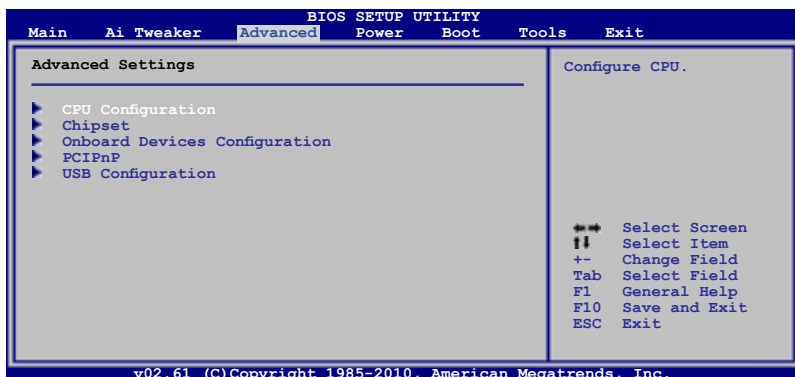 BIOS SETUP UTILITY
Main Ai Tweaker Advanced Power Boot Tools Exit
Advanced Settings
CPU Configuration
Chipset
Onboard Devices Configuration
PCIPnP
USB Configuration
Configure CPU.
Select Screen
Select Item
+- Change Field
Tab Select Field
F1 General Help
F10 Save and Exit
ESC Exit
v02.61 (C)Copyright 1985-2010, American Megatrends, Inc.